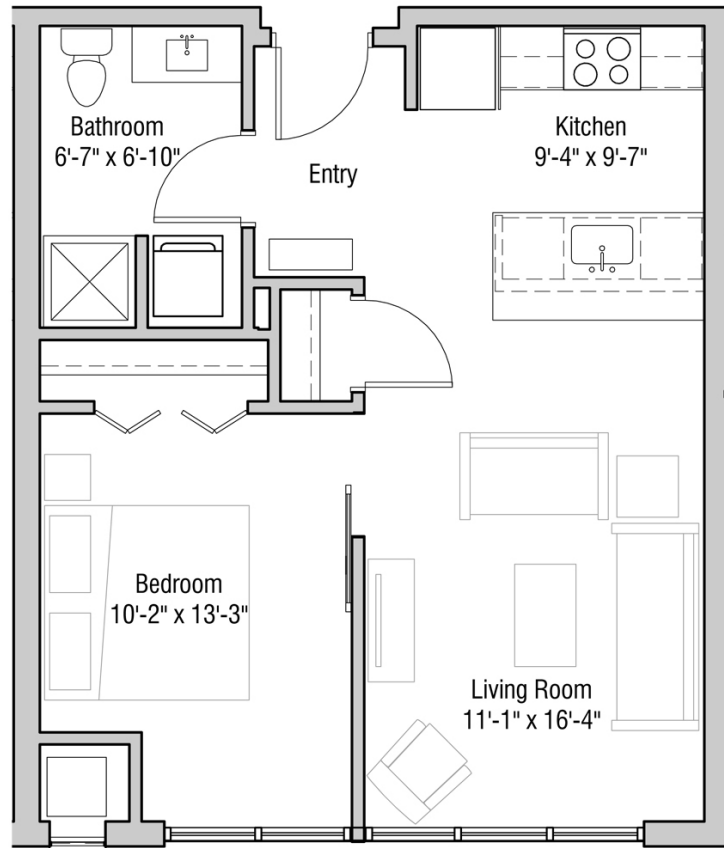 Bathroom
6'-7" x 6'-10"
Entry
Kitchen
9'-4" x 9'-7"
Bedroom
10'-2" x 13'-3"
Living Room
11'-1" x 16'-4"